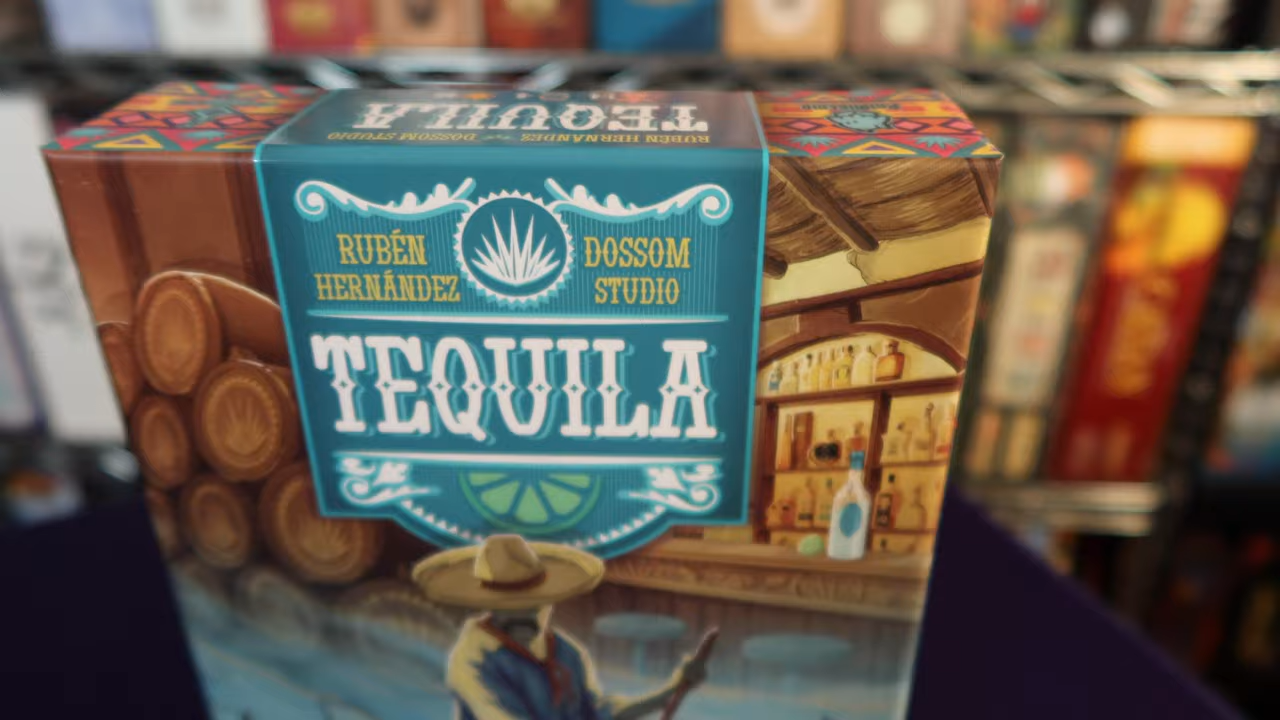 TEQUILA
RUBÉN HERNÁNDEZ
DOSSOM STUDIO
RUBÉN
HERNÁNDEZ
DOSSOM
STUDIO
TEQUILA